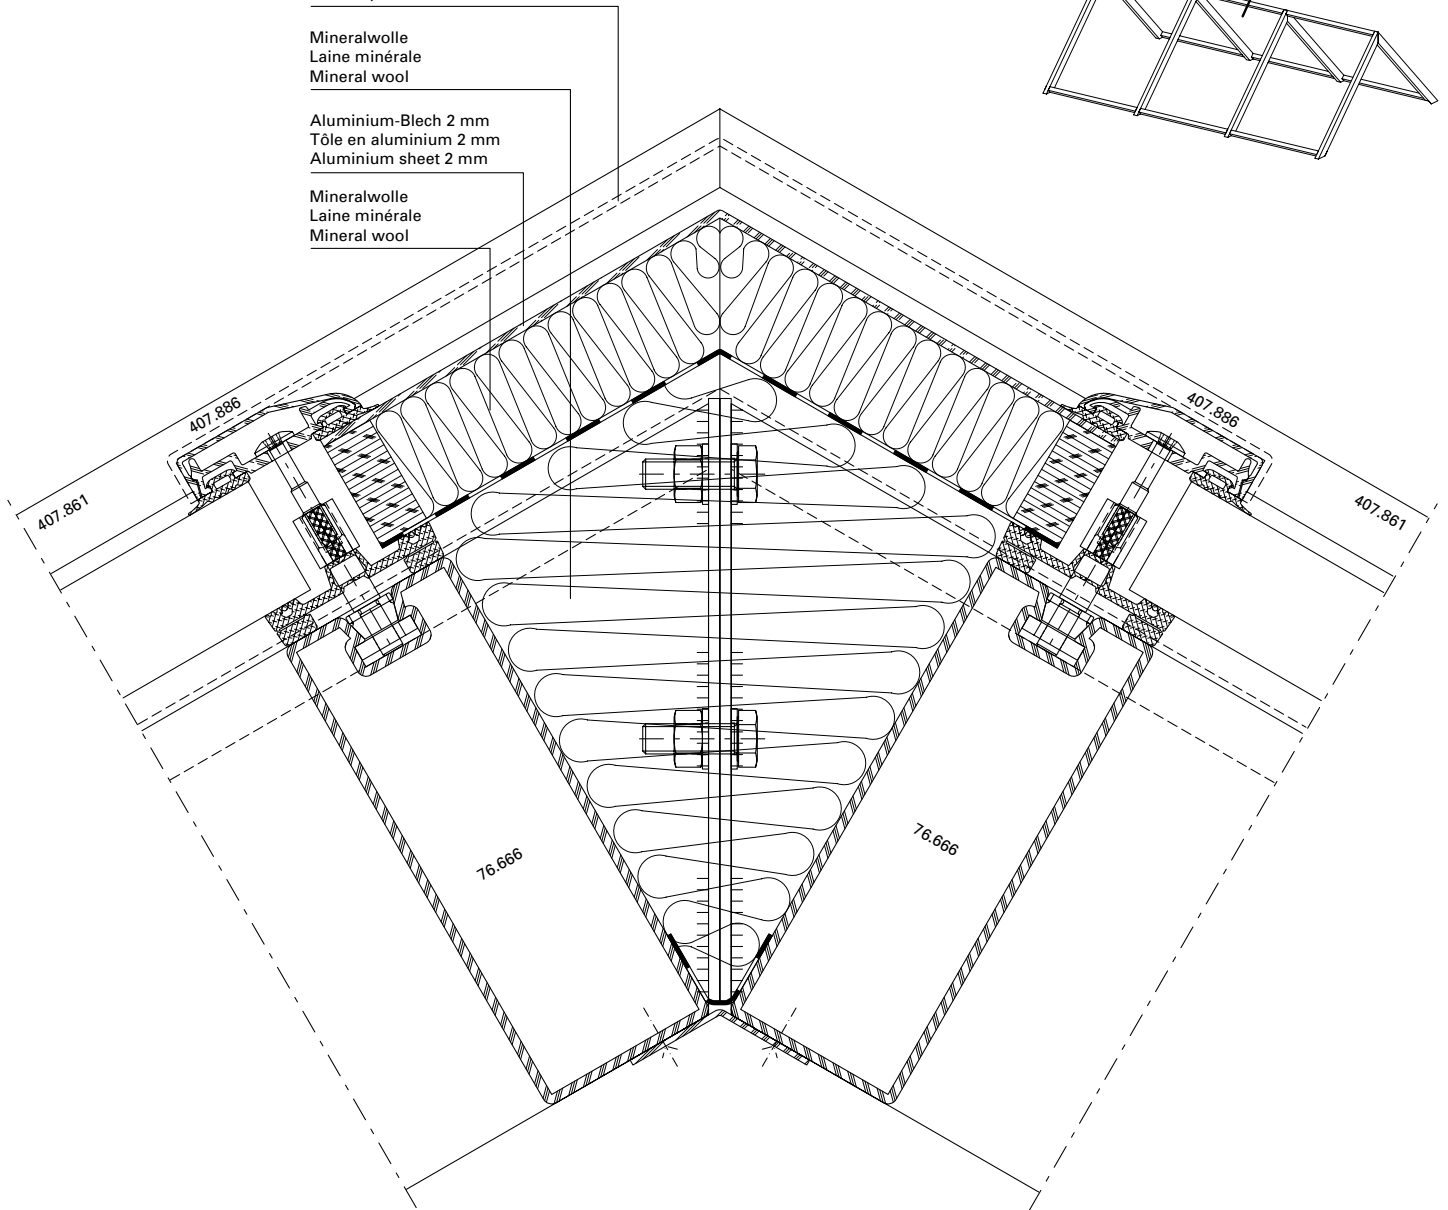 Mineralwolle
Laine minérale
Mineral wool
Aluminium-Blech 2 mm
Tôle en aluminium 2 mm
Aluminium sheet 2 mm
Mineralwolle
Laine minérale
Mineral wool
407.886
407.886
407.861
407.861
76.666
76.666